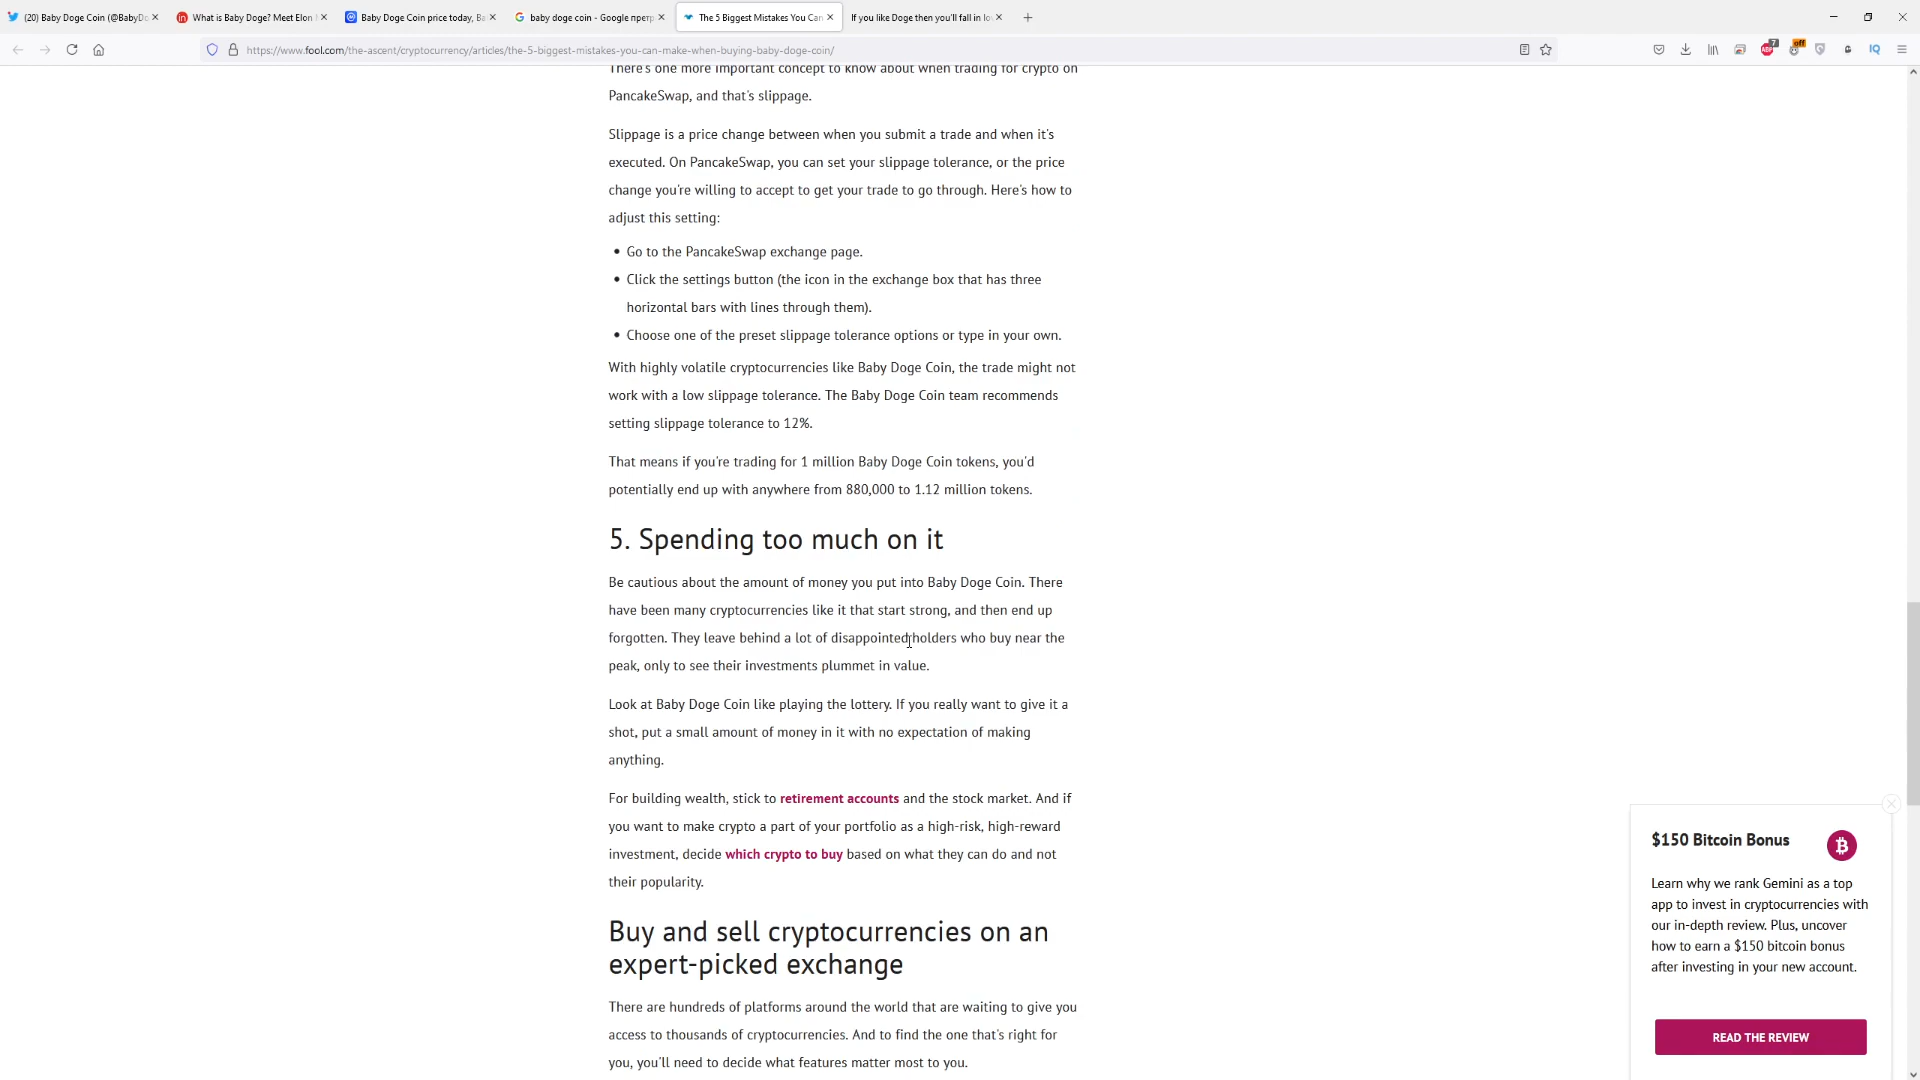 (20) Baby Doge Coin (@BabyDo
What is Baby Doge? Meet Elon
Baby Doge Coin price today, Ba
baby doge coin - Google претр
The 5 Biggest Mistakes You Can
If you like Doge then you'll fall in lo
https://www.fool.com/the-ascent/cryptocurrency/articles/the-5-biggest-mistakes-you-can-make-when-buying-baby-doge-coin/
7
off
IQ
There's one more important concept to know about when trading for crypto on
PancakeSwap, and that's slippage.
Slippage is a price change between when you submit a trade and when it's
executed. On PancakeSwap, you can set your slippage tolerance, or the price
change you're willing to accept to get your trade to go through. Here's how to
adjust this setting:
• Go to the PancakeSwap exchange page.
• Click the settings button (the icon in the exchange box that has three
horizontal bars with lines through them).
• Choose one of the preset slippage tolerance options or type in your own.
With highly volatile cryptocurrencies like Baby Doge Coin, the trade might not
work with a low slippage tolerance. The Baby Doge Coin team recommends
setting slippage tolerance to 12%.
That means if you're trading for 1 million Baby Doge Coin tokens, you'd
potentially end up with anywhere from 880,000 to 1.12 million tokens.
5. Spending too much on it
Be cautious about the amount of money you put into Baby Doge Coin. There
have been many cryptocurrencies like it that start strong, and then end up
forgotten. They leave behind a lot of disappointed holders who buy near the
peak, only to see their investments plummet in value.
Look at Baby Doge Coin like playing the lottery. If you really want to give it a
shot, put a small amount of money in it with no expectation of making
anything.
For building wealth, stick to retirement accounts and the stock market. And if
you want to make crypto a part of your portfolio as a high-risk, high-reward
investment, decide which crypto to buy based on what they can do and not
their popularity.
Buy and sell cryptocurrencies on an
expert-picked exchange
There are hundreds of platforms around the world that are waiting to give you
access to thousands of cryptocurrencies. And to find the one that's right for
you, you'll need to decide what features matter most to you.
$150 Bitcoin Bonus
Learn why we rank Gemini as a top
app to invest in cryptocurrencies with
our in-depth review. Plus, uncover
how to earn a $150 bitcoin bonus
after investing in your new account.
READ THE REVIEW